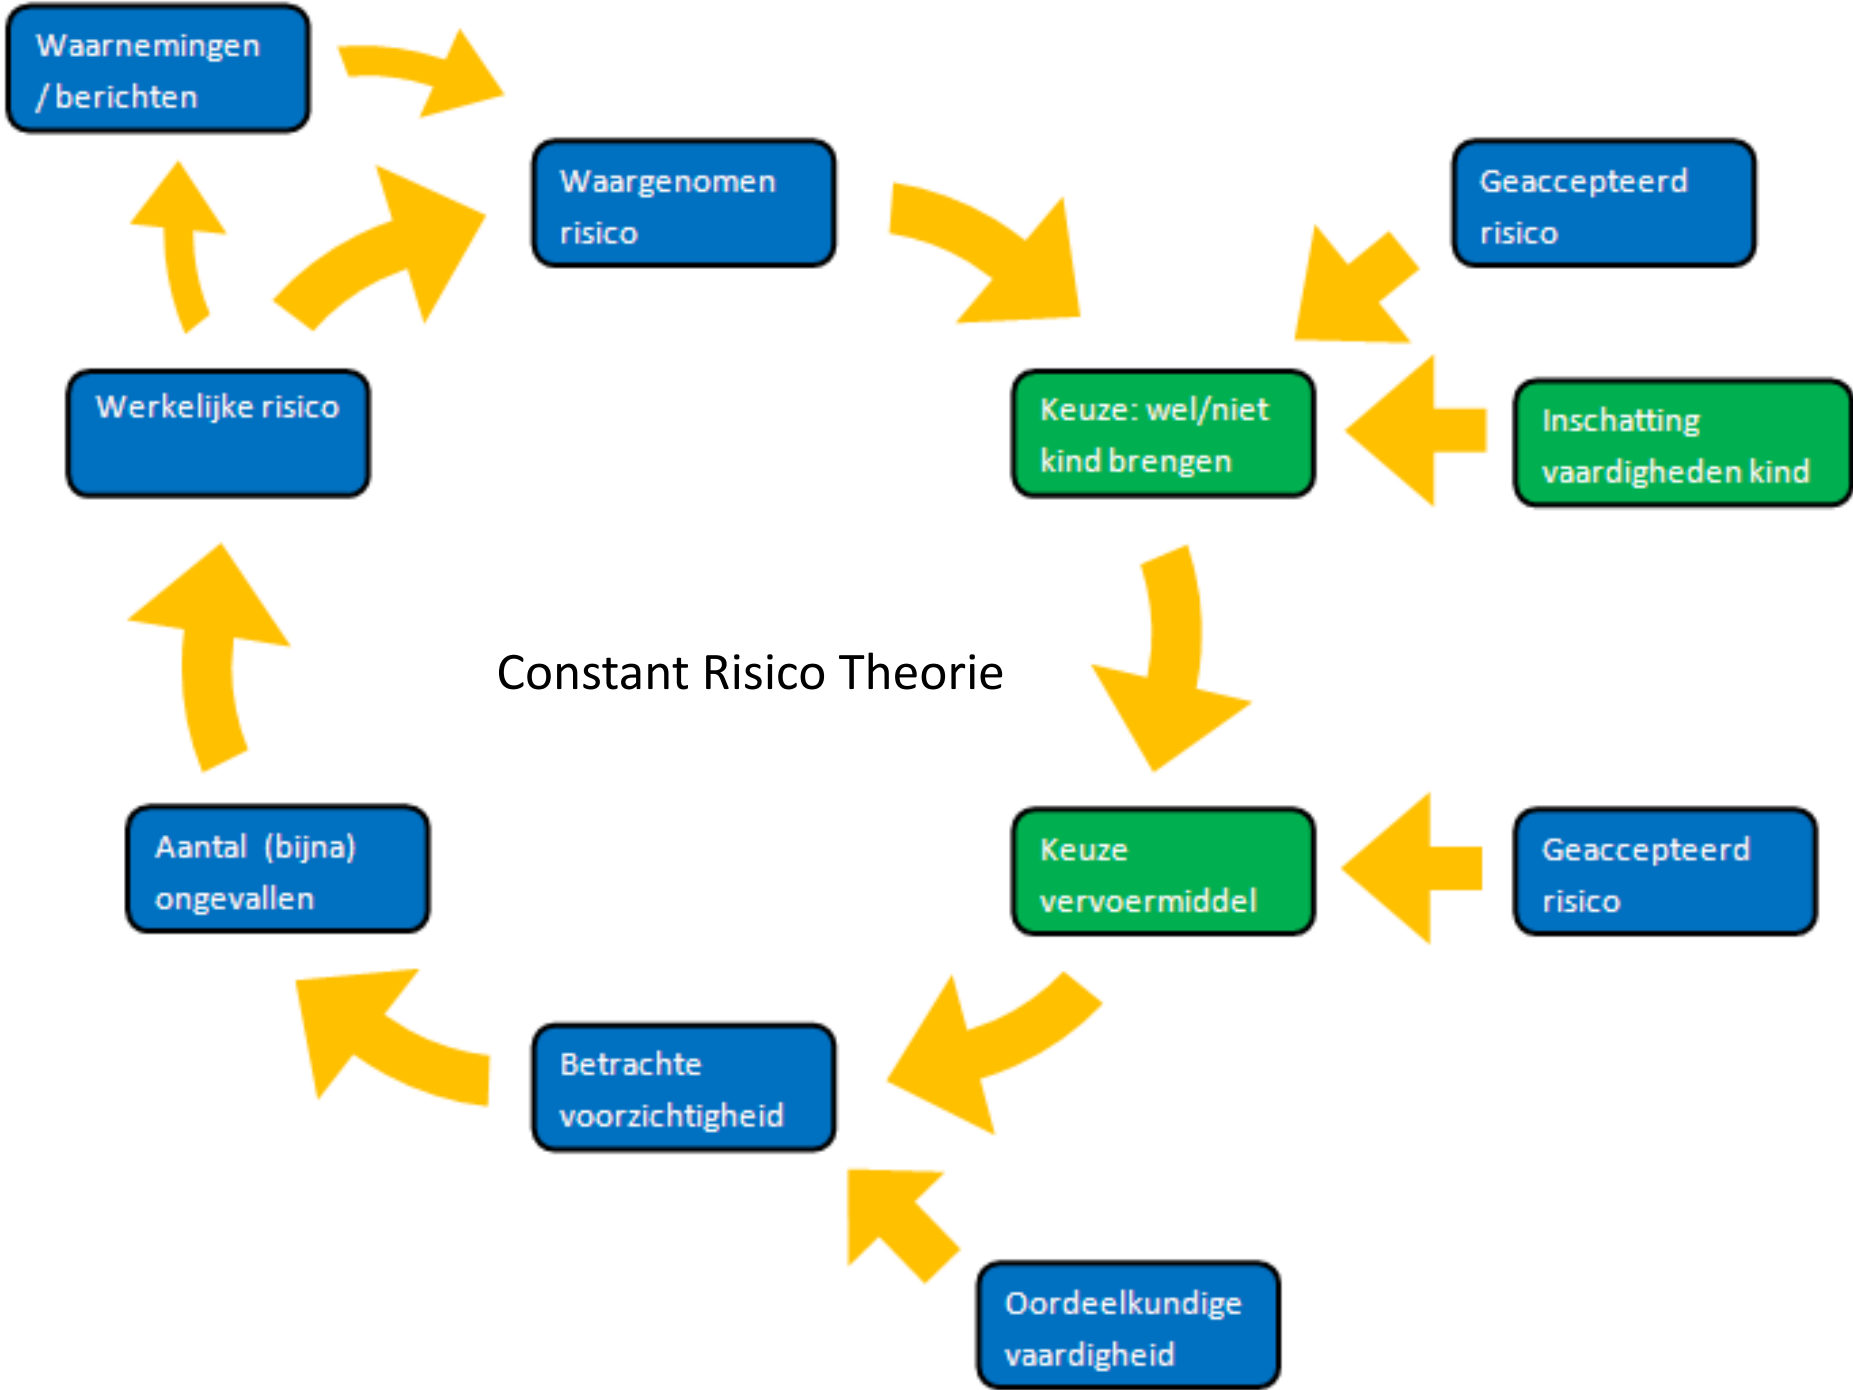 Waarnemingen
/ berichten
Waargenomen
risico
Geaccepteerd
risico
Werkelijke risico
Keuze: wel/niet
kind brengen
Inschatting
vaardigheden kind
Constant Risico Theorie
Aantal (bijna)
ongevallen
Keuze
vervoermiddel
Geaccepteerd
risico
Betrachte
voorzichtigheid
Oordeelkundige
vaardigheid